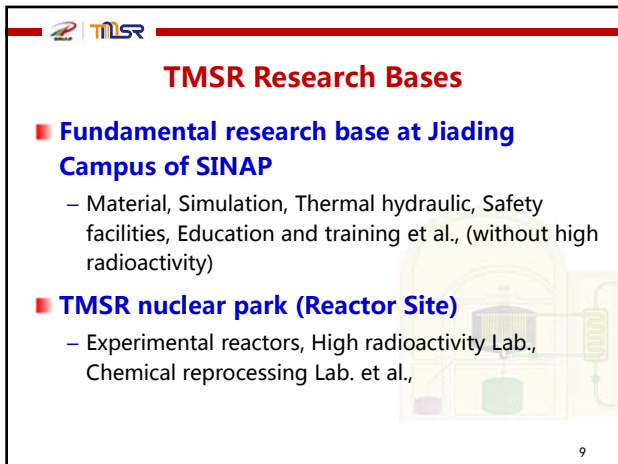 TMSR
TMSR Research Bases
Fundamental research base at Jiading
Campus of SINAP
– Material, Simulation, Thermal hydraulic, Safety
facilities, Education and training et al., (without high
radioactivity)
TMSR nuclear park (Reactor Site)
– Experimental reactors, High radioactivity Lab.,
Chemical reprocessing Lab. et al.,
9